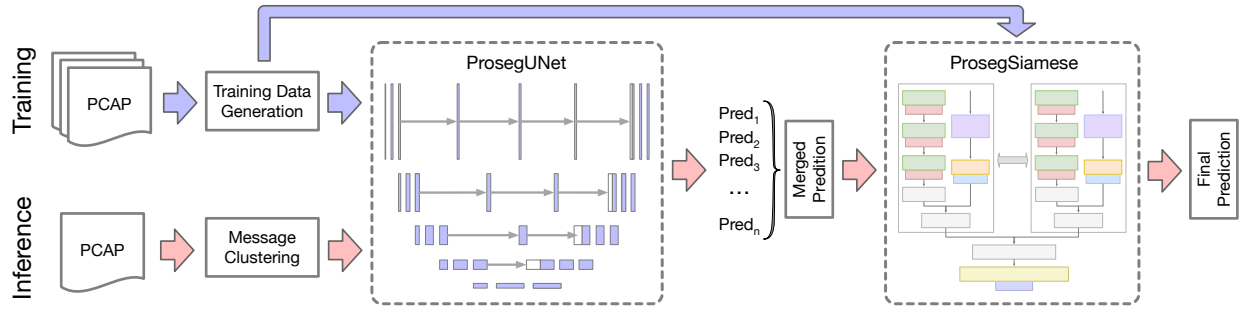 Training
PCAP
Training Data
Generation
ProsegUNet
ProsegSiamese
Pred1
Pred2
Pred3
...
Predn
Merged
Predition
Final
Prediction
Inference
PCAP
Message
Clustering